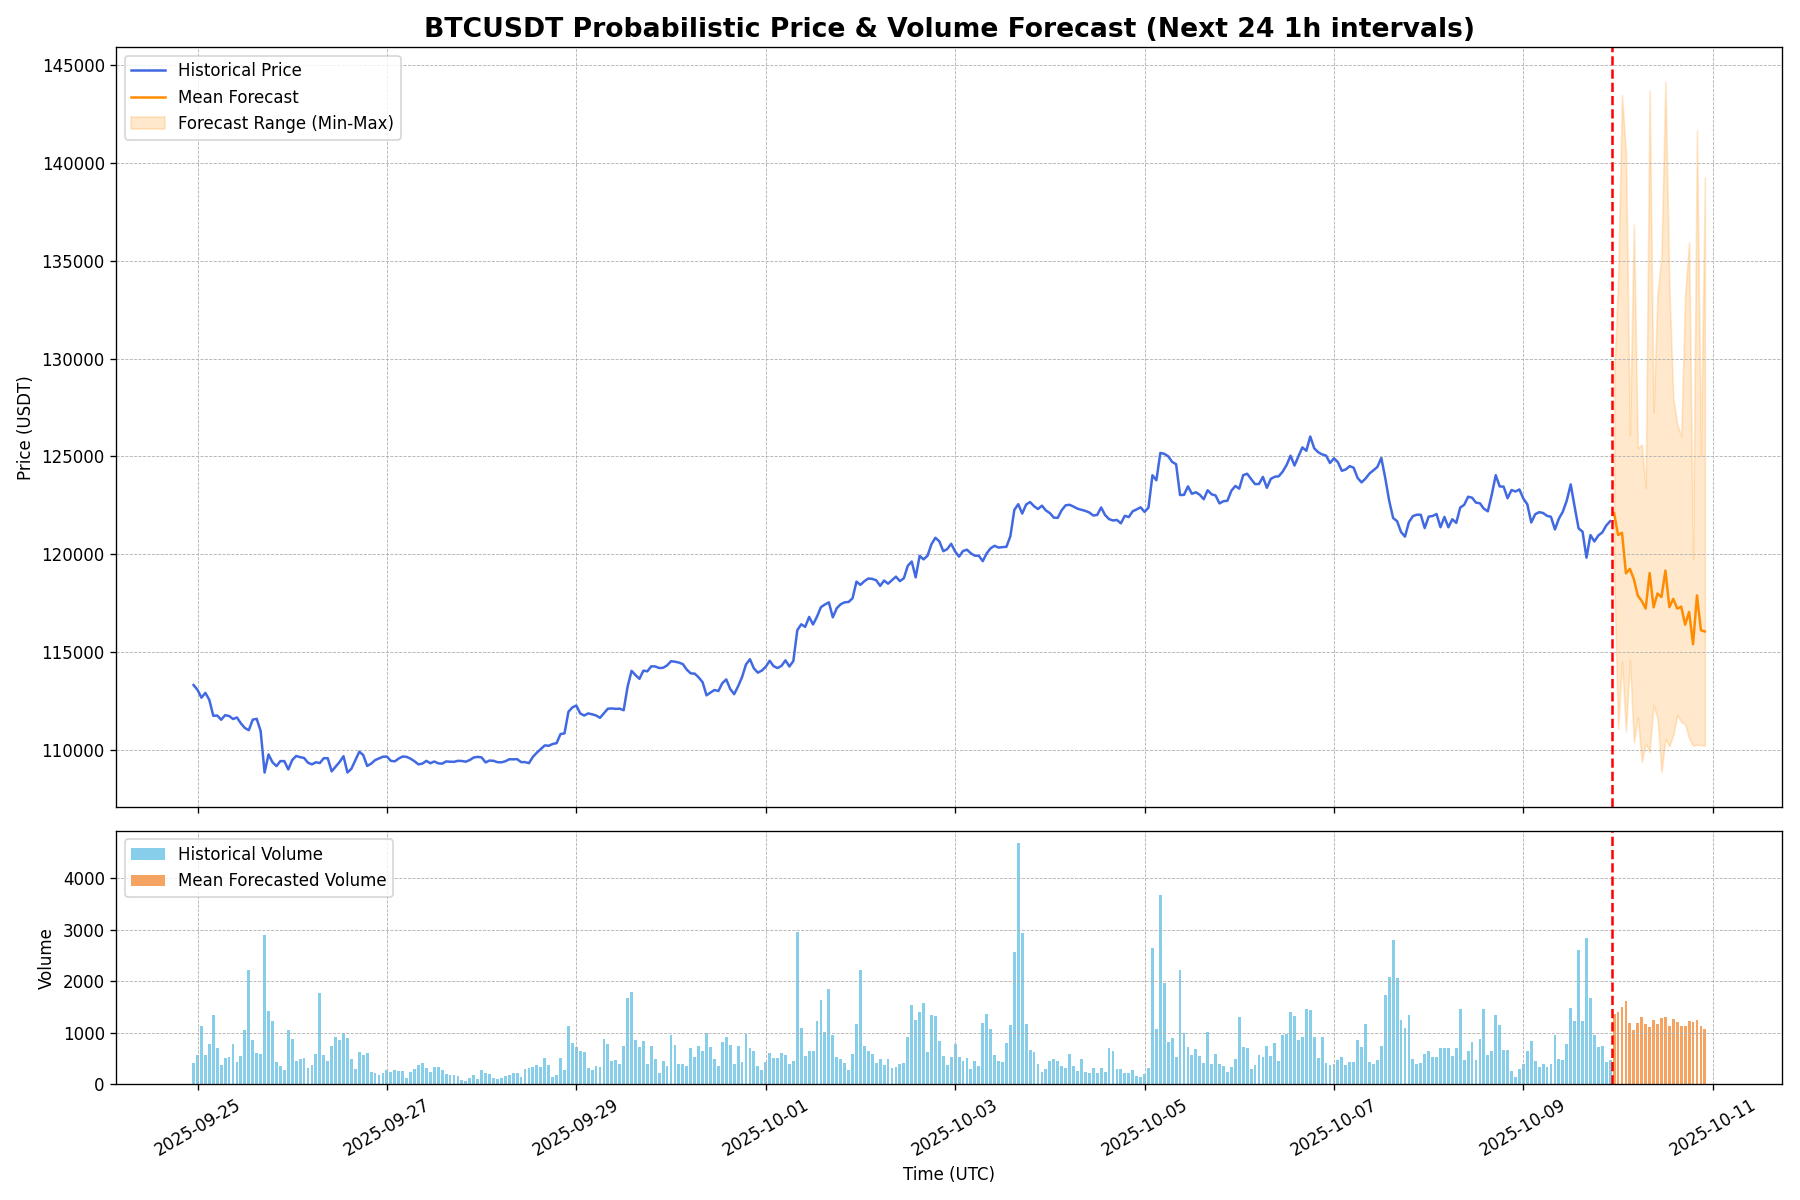 BTCUSDT Probabilistic Price & Volume Forecast (Next 24 1h intervals)
Historical Price
Mean Forecast
Forecast Range (Min-Max)
145000
140000
135000
130000
125000
120000
115000
110000
Price (USDT)
Historical Volume
Mean Forecasted Volume
4000
3000
2000
1000
0
Volume
2025-09-25
2025-09-27
2025-09-29
2025-10-01
2025-10-03
2025-10-05
2025-10-07
2025-10-09
2025-10-11
Time (UTC)